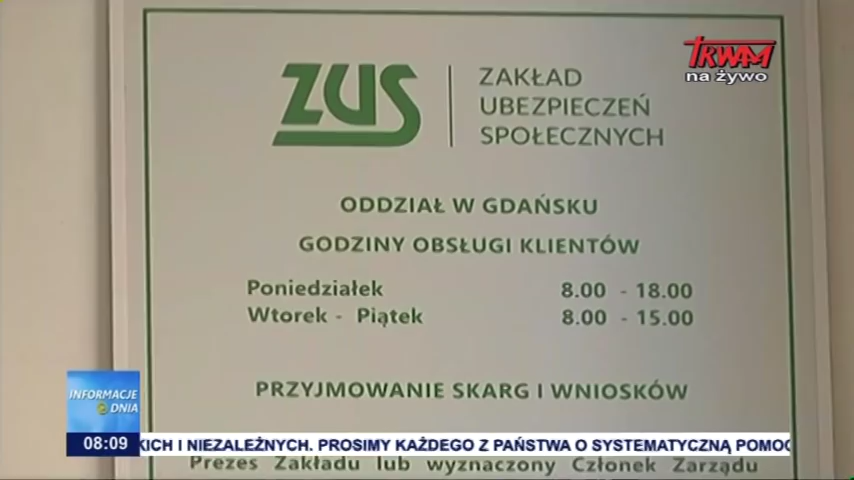 TRWAM
na żywo
ZUS
ZAKŁAD
UBEZPIECZEŃ
SPOŁECZNYCH
ODDZIAŁ W GDAŃSKU
GODZINY OBSŁUGI KLIENTÓW
Poniedziałek 8.00 - 18.00
Wtorek - Piątek 8.00 - 15.00
PRZYJMOWANIE SKARG I WNIOSKÓW
INFORMACJE
DNIA
08:09
KICH I NIEZALEŻNYCH. PROSIMY KAŻDEGO Z PAŃSTWA O SYSTEMATYCZNĄ POMOC
Prezes Zakładu lub wyznaczony Członek Zarządu